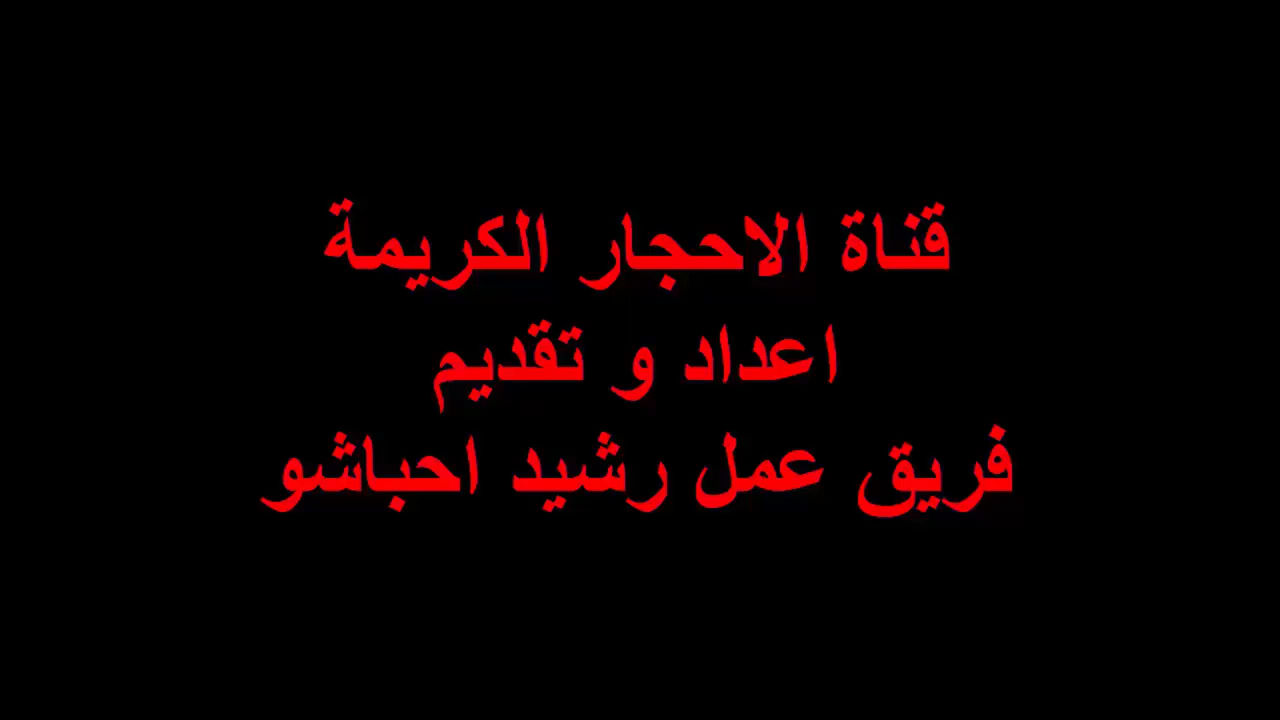 قناة الاحجار الكريمة
اعداد و تقديم
فريق عمل رشيد احباشو